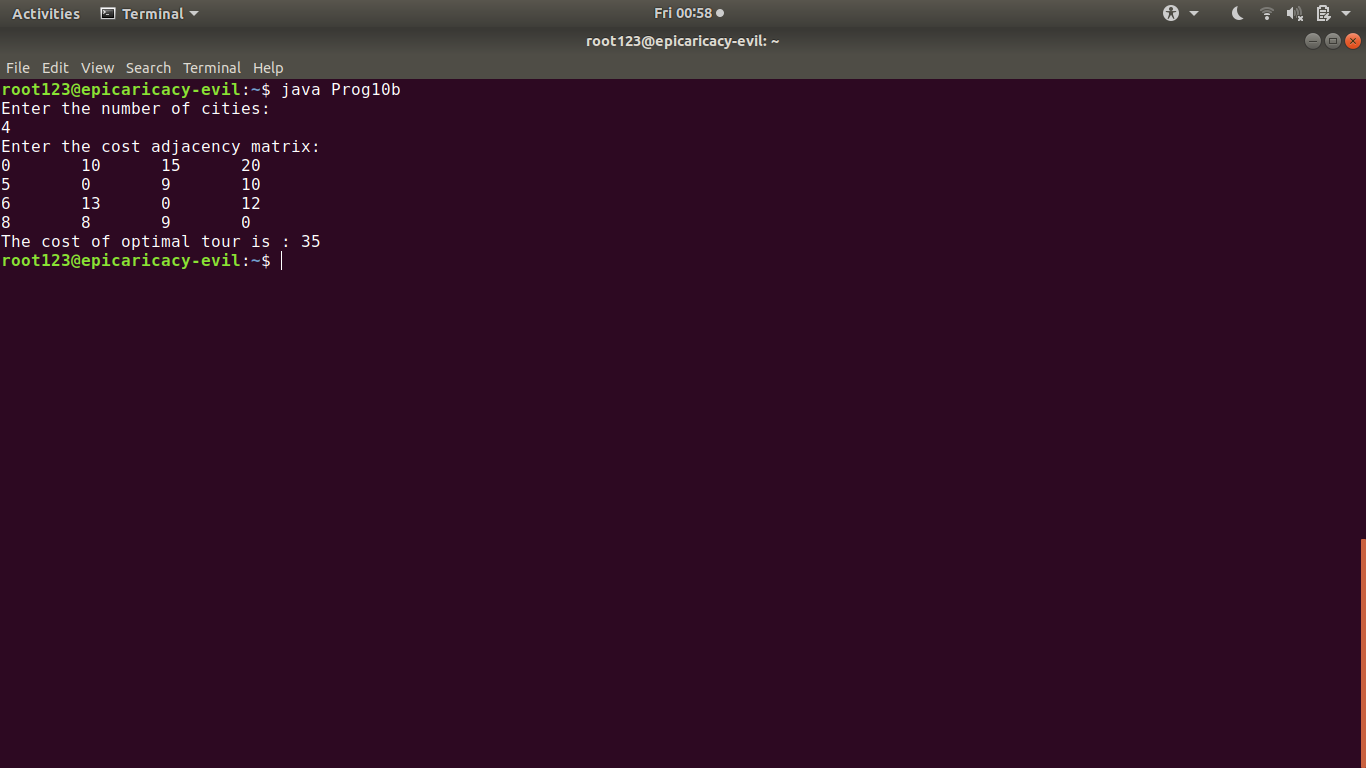 Activities Terminal Fri 00:58
root123@epicaricacy-evil: ~
File Edit View Search Terminal Help
root123@epicaricacy-evil:~$ java Prog10b
Enter the number of cities:
4
Enter the cost adjacency matrix:
0 10 15 20
5 0 9 10
6 13 0 12
8 8 9 0
The cost of optimal tour is : 35
root123@epicaricacy-evil:~$